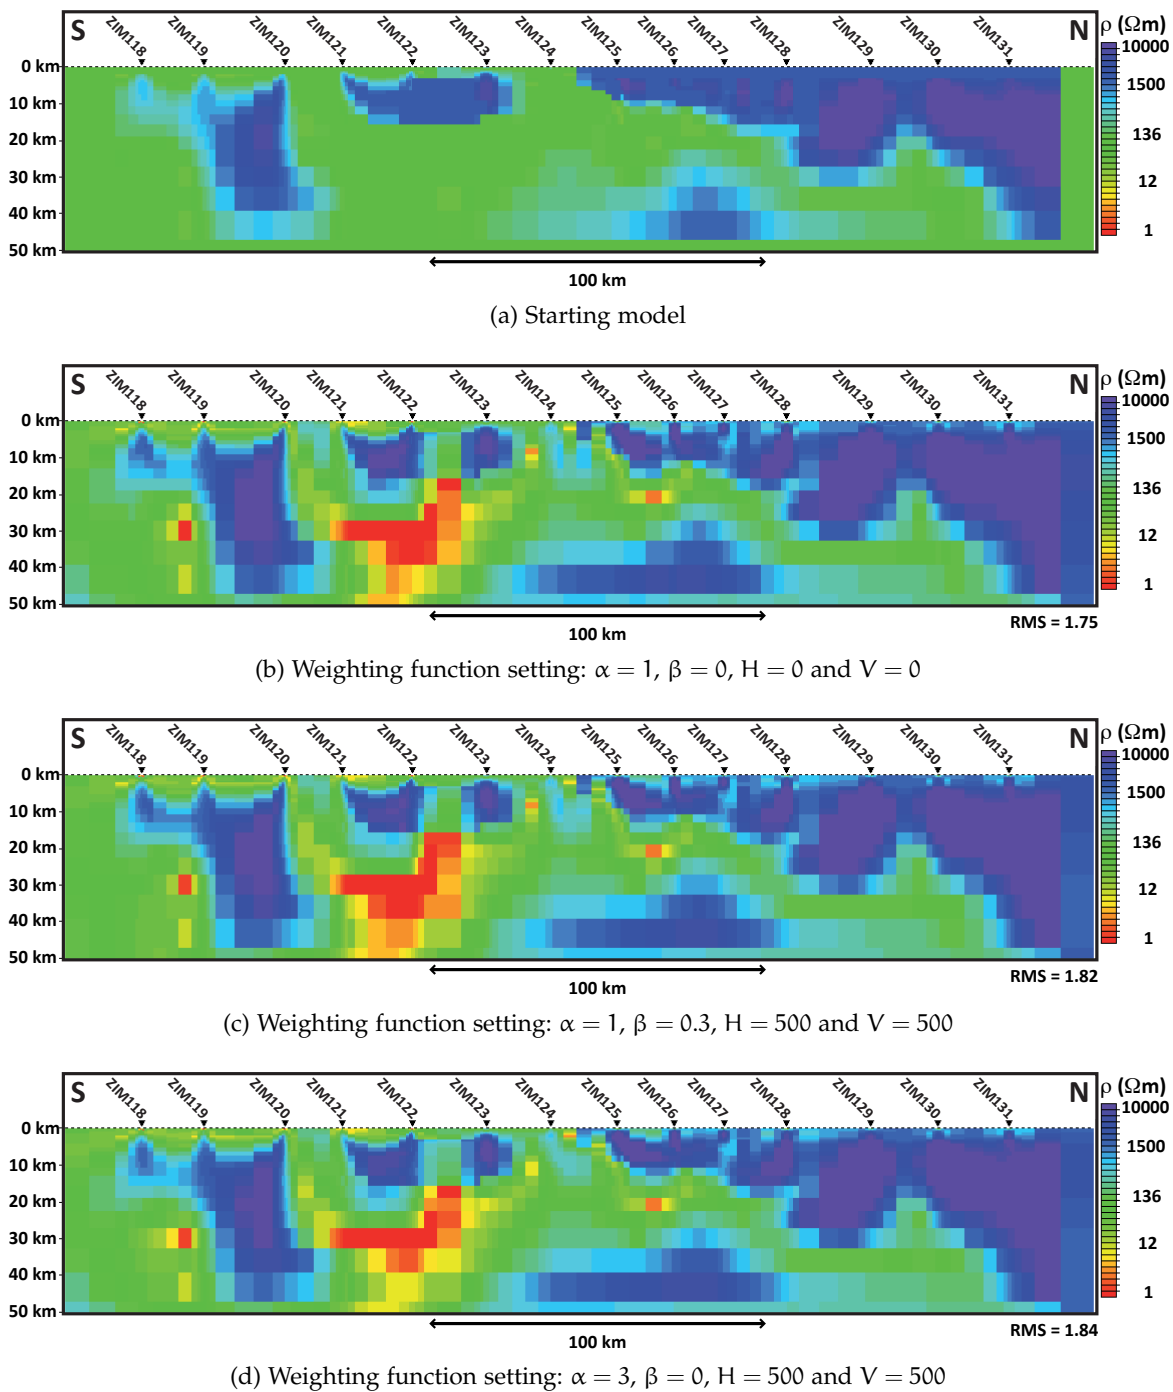 S ZIM118 ZIM119 ZIM120 ZIM121 ZIM122 ZIM123 ZIM124 ZIM125 ZIM126 ZIM127 ZIM128 ZIM129 ZIM130 ZIM131 N ρ (Ωm)
0 km 10000
10 km 1500
20 km 136
30 km 12
40 km 1
50 km
100 km
(a) Starting model
S ZIM118 ZIM119 ZIM120 ZIM121 ZIM122 ZIM123 ZIM124 ZIM125 ZIM126 ZIM127 ZIM128 ZIM129 ZIM130 ZIM131 N ρ (Ωm)
0 km 10000
10 km 1500
20 km 136
30 km 12
40 km 1
50 km
100 km RMS = 1.75
(b) Weighting function setting: α = 1, β = 0, H = 0 and V = 0
S ZIM118 ZIM119 ZIM120 ZIM121 ZIM122 ZIM123 ZIM124 ZIM125 ZIM126 ZIM127 ZIM128 ZIM129 ZIM130 ZIM131 N ρ (Ωm)
0 km 10000
10 km 1500
20 km 136
30 km 12
40 km 1
50 km
100 km RMS = 1.82
(c) Weighting function setting: α = 1, β = 0.3, H = 500 and V = 500
S ZIM118 ZIM119 ZIM120 ZIM121 ZIM122 ZIM123 ZIM124 ZIM125 ZIM126 ZIM127 ZIM128 ZIM129 ZIM130 ZIM131 N ρ (Ωm)
0 km 10000
10 km 1500
20 km 136
30 km 12
40 km 1
50 km
100 km RMS = 1.84
(d) Weighting function setting: α = 3, β = 0, H = 500 and V = 500